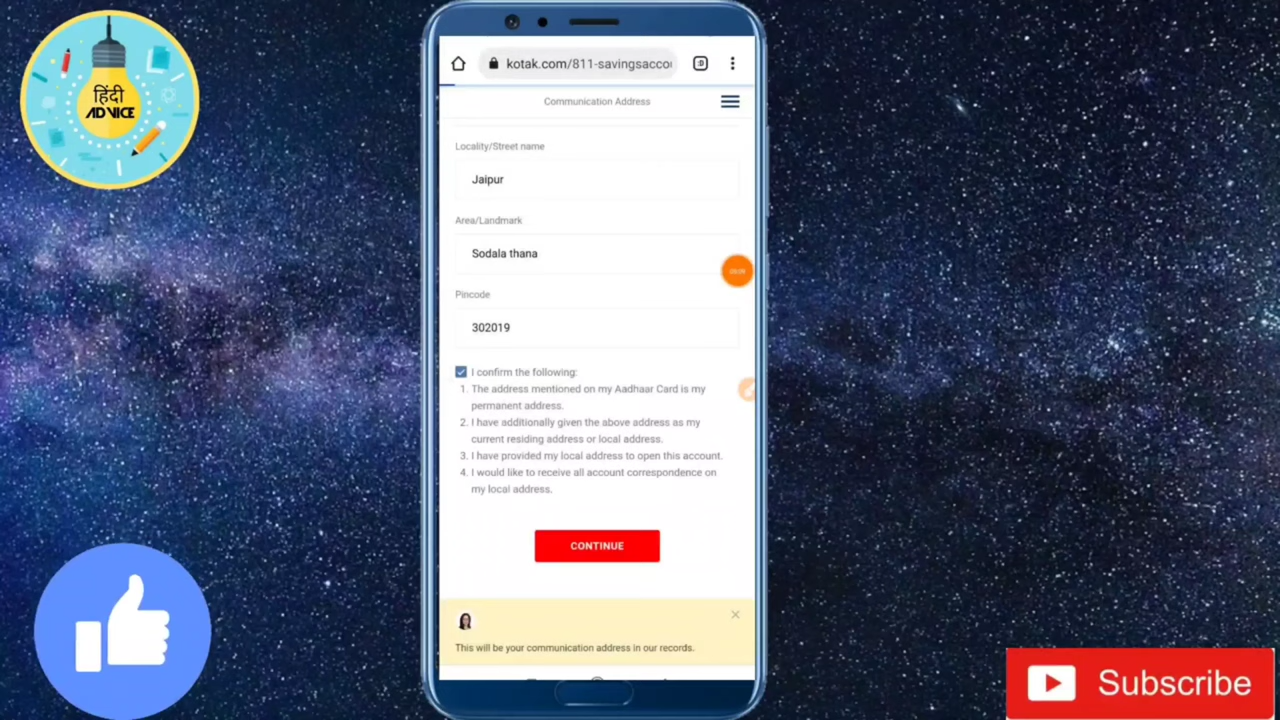 हिंदी
ADVICE
kotak.com/811-savingsaccou
:D
Communication Address
Locality/Street name
Jaipur
Area/Landmark
Sodala thana
Pincode
302019
I confirm the following:
1. The address mentioned on my Aadhaar Card is my
permanent address.
2. I have additionally given the above address as my
current residing address or local address.
3. I have provided my local address to open this account.
4. I would like to receive all account correspondence on
my local address.
CONTINUE
This will be your communication address in our records.
Subscribe